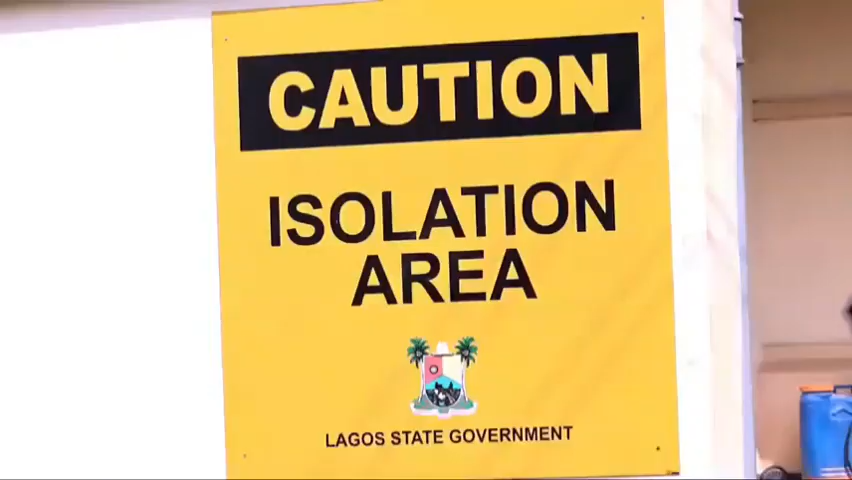 CAUTION
ISOLATION
AREA
LAGOS STATE GOVERNMENT